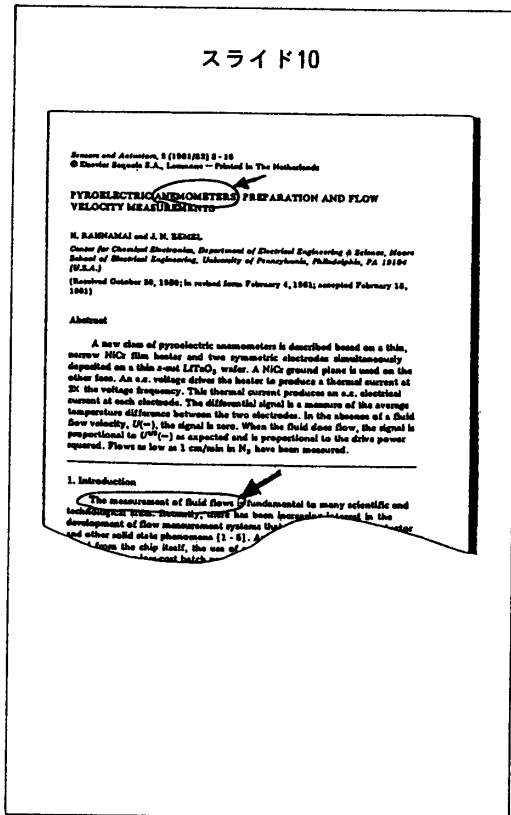 スライド10
Sensors and Actuators, 2 (1981/82) 3 - 16
© Elsevier Sequoia S.A., Lausanne — Printed in The Netherlands
PYROELECTRIC ANEMOMETERS: PREPARATION AND FLOW
VELOCITY MEASUREMENTS
H. RAHNAMAI and J. N. ZEMEL
Center for Chemical Electronics, Department of Electrical Engineering & Science, Moore
School of Electrical Engineering, University of Pennsylvania, Philadelphia, PA 19104
(U.S.A.)
(Received October 30, 1980; in revised form February 4, 1981; accepted February 16,
1981)
Abstract
A new class of pyroelectric anemometers is described based on a thin,
narrow NiCr film heater and two symmetric electrodes simultaneously
deposited on a thin z-cut LiTaO₃ wafer. A NiCr ground plane is used on the
other face. An a.c. voltage drives the heater to produce a thermal current at
2X the voltage frequency. This thermal current produces an a.c. electrical
current at each electrode. The differential signal is a measure of the average
temperature difference between the two electrodes. In the absence of a fluid
flow velocity, U(∞), the signal is zero. When the fluid does flow, the signal is
proportional to U¹ᐟ²(∞) as expected and is proportional to the drive power
squared. Flows as low as 1 cm/min in N₂ have been measured.
1. Introduction
The measurement of fluid flows is fundamental to many scientific and
technological areas. Recently, there has been increasing interest in the
development of flow measurement systems that
and other solid state phenomena [1 - 5].
from the chip itself, the use of
batch